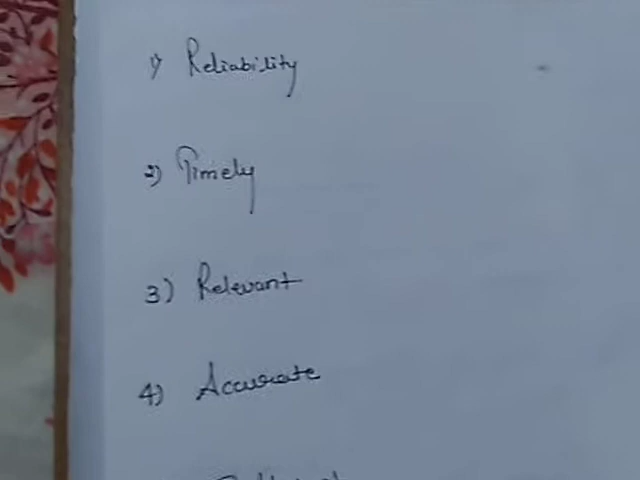 1) Reliability
2) Timely
3) Relevant
4) Accurate